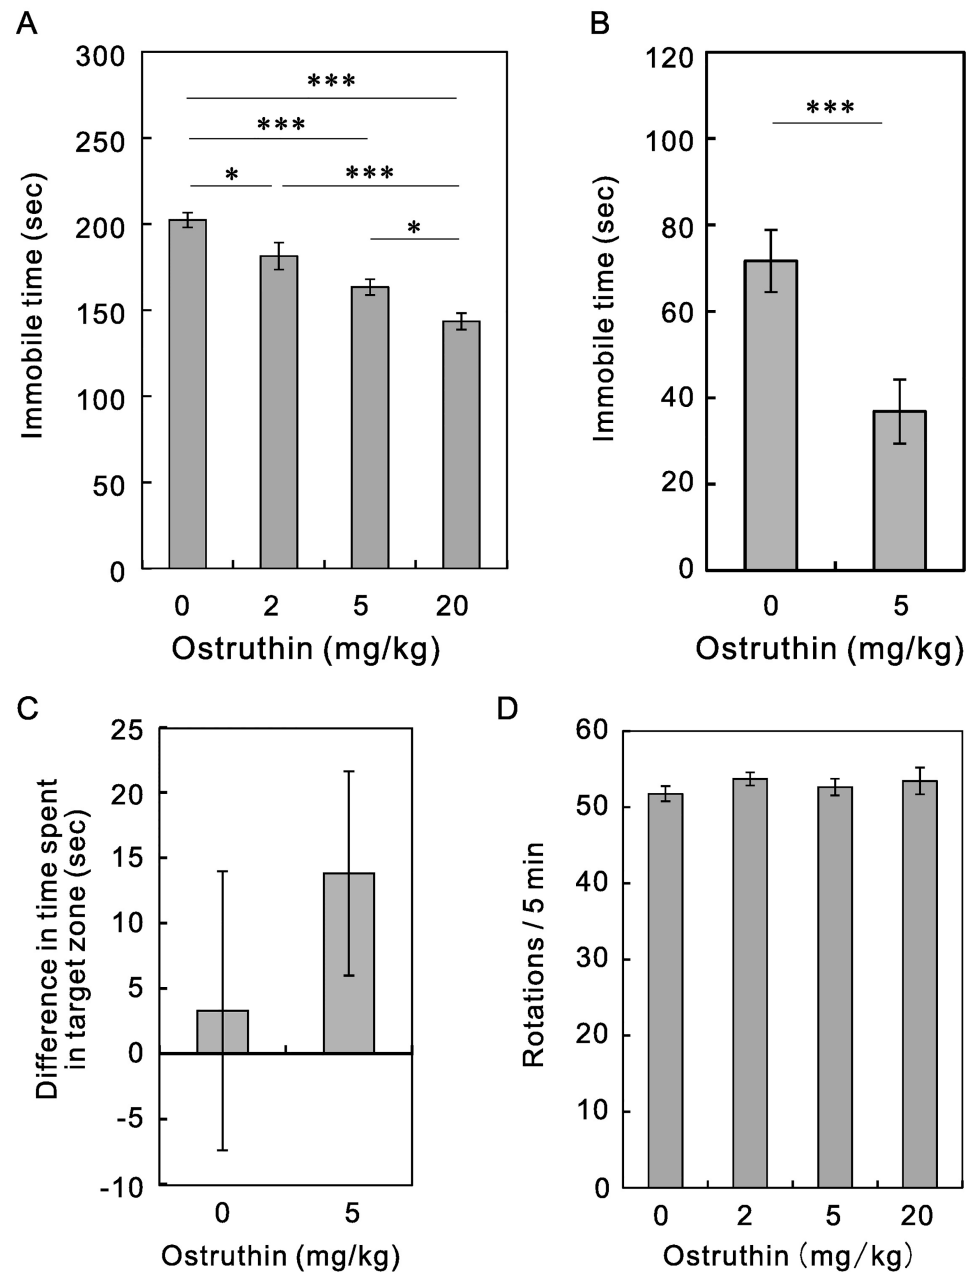 A
300
250
200
150
100
50
0
Immobile time (sec)
***
***
*
***
*
0 2 5 20
Ostruthin (mg/kg)
B
120
100
80
60
40
20
0
Immobile time (sec)
***
0 5
Ostruthin (mg/kg)
C
25
20
15
10
5
0
-5
-10
Difference in time spent
in target zone (sec)
0 5
Ostruthin (mg/kg)
D
60
50
40
30
20
10
0
Rotations / 5 min
0 2 5 20
Ostruthin (mg/kg)